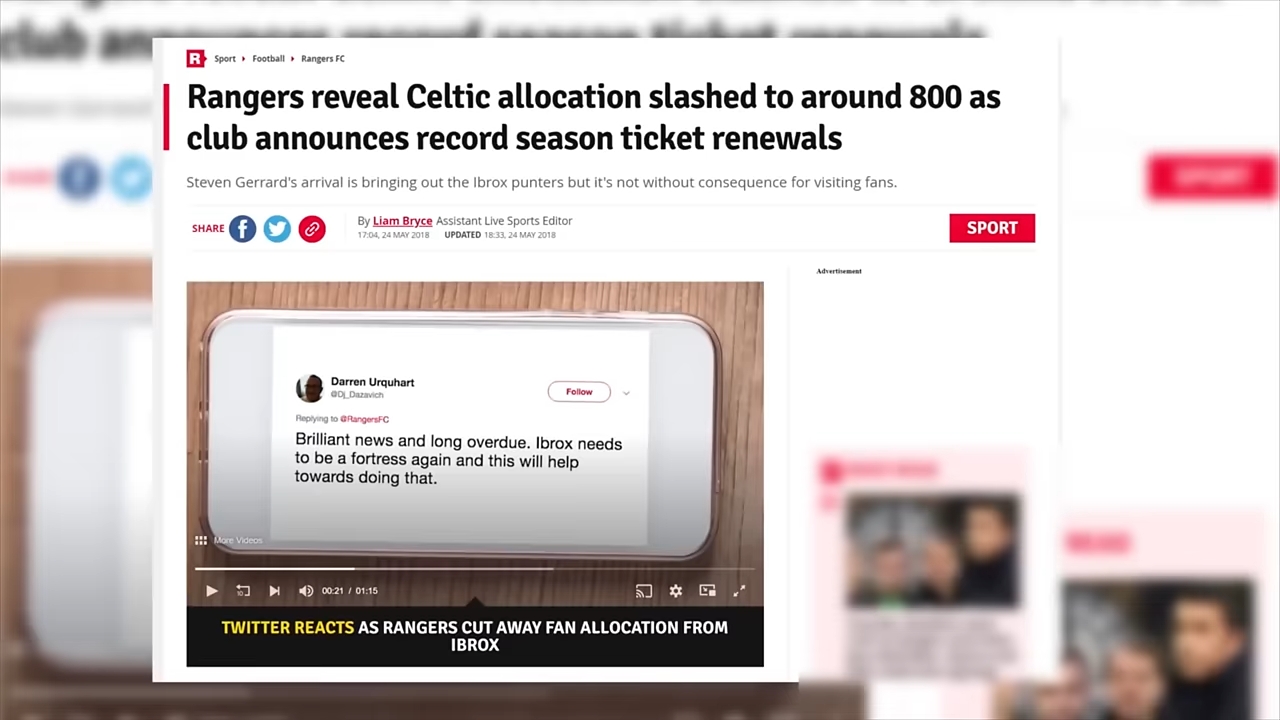 R Sport Football Rangers FC
Rangers reveal Celtic allocation slashed to around 800 as
club announces record season ticket renewals
Steven Gerrard's arrival is bringing out the Ibrox punters but it's not without consequence for visiting fans.
SHARE
By Liam Bryce Assistant Live Sports Editor
17:04, 24 MAY 2018 UPDATED 18:33, 24 MAY 2018
SPORT
Advertisement
Darren Urquhart
@Dj_Dazavich
Follow
Replying to @RangersFC
Brilliant news and long overdue. Ibrox needs
to be a fortress again and this will help
towards doing that.
More Videos
10
00:21 / 01:15
TWITTER REACTS AS RANGERS CUT AWAY FAN ALLOCATION FROM
IBROX